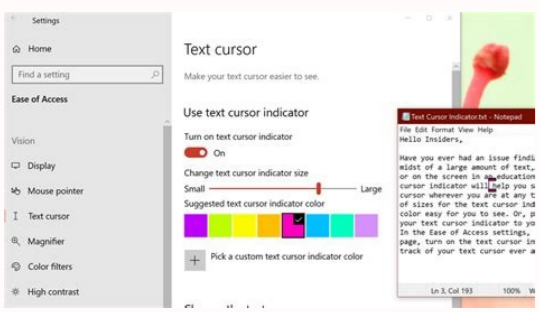 Settings
Home
Find a setting
Ease of Access
Vision
Display
Mouse pointer
Text cursor
Magnifier
Color filters
High contrast
Text cursor
Make your text cursor easier to see.
Use text cursor indicator
Turn on text cursor indicator
On
Change text cursor indicator size
Small
Large
Suggested text cursor indicator color
Pick a custom text cursor indicator color
Text Cursor Indicator.txt - Notepad
File Edit Format View Help
Hello Insiders,
Have you ever had an issue findi
midst of a large amount of text,
or on the screen in an education
cursor indicator will help you s
cursor wherever you are at any t
of sizes for the text cursor ind
color easy for you to see. Or, p
your text cursor indicator to yo
In the Ease of Access settings,
page, turn on the text cursor in
track of your text cursor ever a
Ln 3, Col 193 100% W